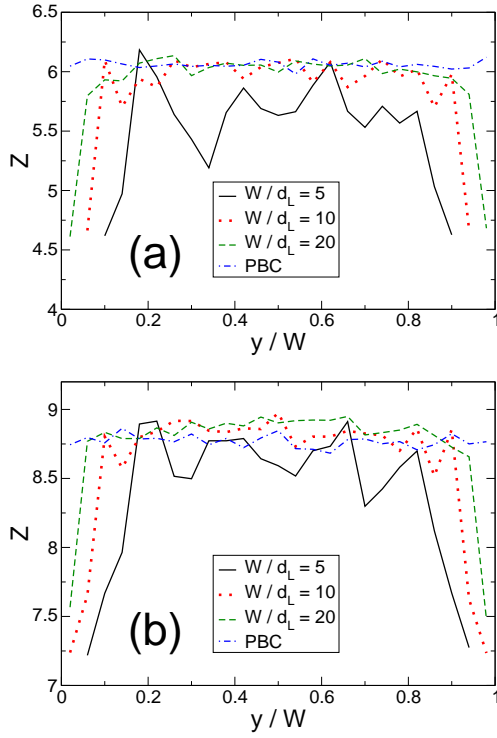 6.5
6
5.5
5
4.5
4
Z
(a)
W / d_L = 5
W / d_L = 10
W / d_L = 20
PBC
0 0.2 0.4 0.6 0.8 1
y / W
9
8.5
8
7.5
7
Z
(b)
W / d_L = 5
W / d_L = 10
W / d_L = 20
PBC
0 0.2 0.4 0.6 0.8 1
y / W